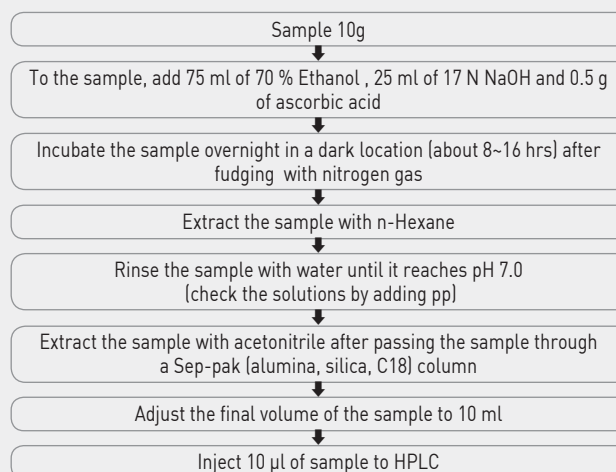 Sample 10g
To the sample, add 75 ml of 70 % Ethanol , 25 ml of 17 N NaOH and 0.5 g
of ascorbic acid
Incubate the sample overnight in a dark location (about 8~16 hrs) after
fudging with nitrogen gas
Extract the sample with n-Hexane
Rinse the sample with water until it reaches pH 7.0
(check the solutions by adding pp)
Extract the sample with acetonitrile after passing the sample through
a Sep-pak (alumina, silica, C18) column
Adjust the final volume of the sample to 10 ml
Inject 10 µl of sample to HPLC